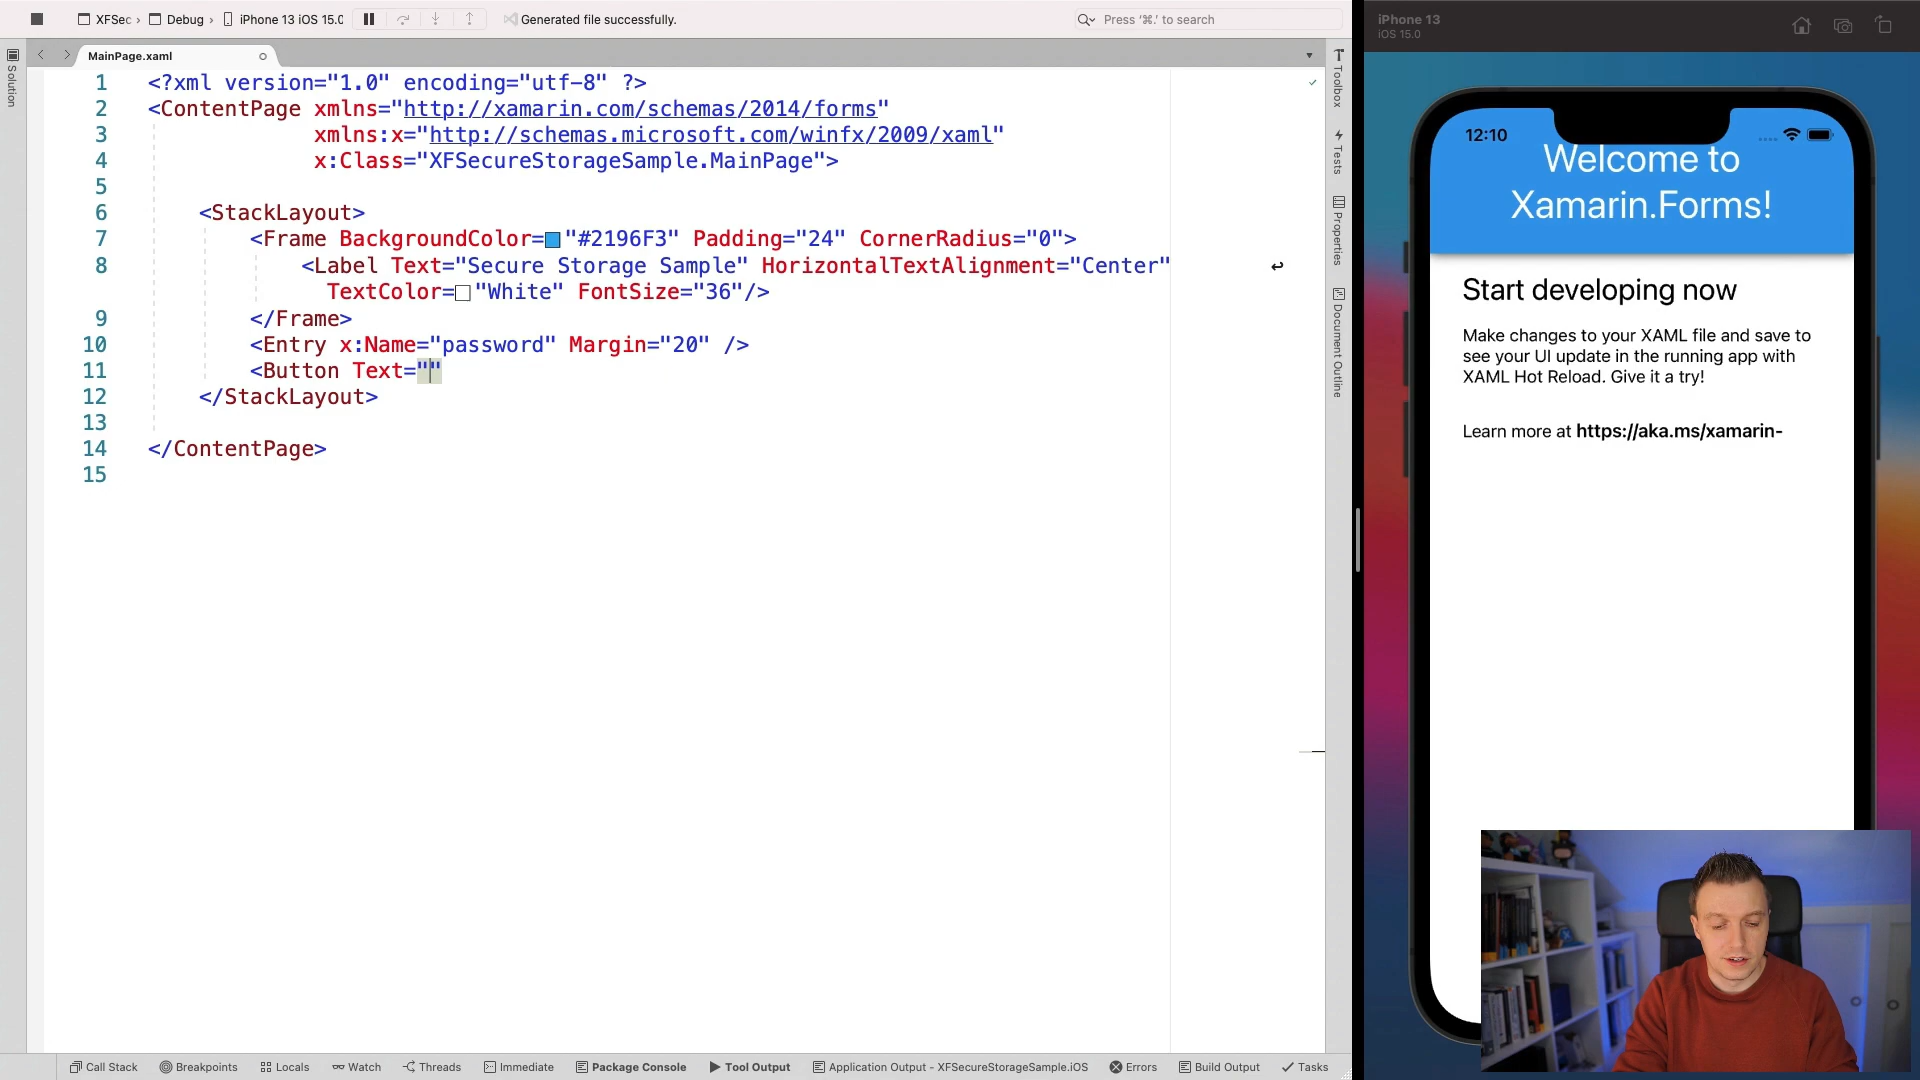 XFSec › Debug › iPhone 13 iOS 15.0 Generated file successfully. Press '⌘.' to search
MainPage.xaml
Solution
1 <?xml version="1.0" encoding="utf-8" ?>
2 <ContentPage xmlns="http://xamarin.com/schemas/2014/forms"
3 xmlns:x="http://schemas.microsoft.com/winfx/2009/xaml"
4 x:Class="XFSecureStorageSample.MainPage">
5
6 <StackLayout>
7 <Frame BackgroundColor="#2196F3" Padding="24" CornerRadius="0">
8 <Label Text="Secure Storage Sample" HorizontalTextAlignment="Center"
TextColor="White" FontSize="36"/>
9 </Frame>
10 <Entry x:Name="password" Margin="20" />
11 <Button Text=""
12 </StackLayout>
13
14 </ContentPage>
15
Toolbox
Tests
Properties
Document Outline
Call Stack Breakpoints Locals Watch Threads Immediate Package Console Tool Output Application Output - XFSecureStorageSample.iOS Errors Build Output Tasks
iPhone 13
iOS 15.0
12:10
Welcome to
Xamarin.Forms!
Start developing now
Make changes to your XAML file and save to
see your UI update in the running app with
XAML Hot Reload. Give it a try!
Learn more at https://aka.ms/xamarin-